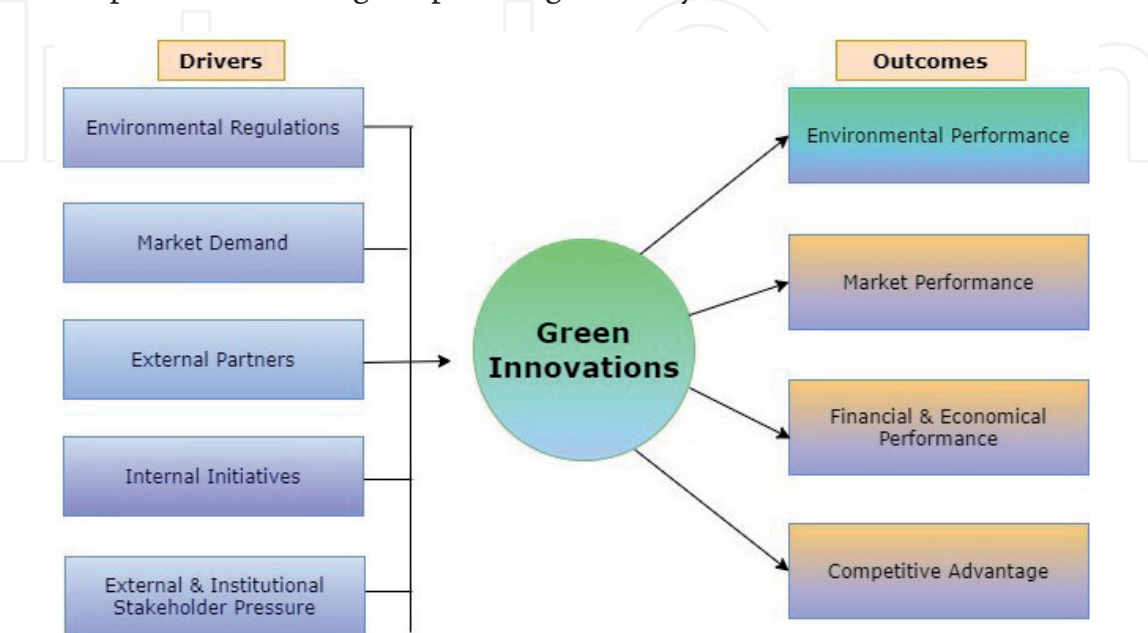 Drivers
Environmental Regulations
Market Demand
External Partners
Internal Initiatives
External & Institutional
Stakeholder Pressure
Green
Innovations
Outcomes
Environmental Performance
Market Performance
Financial & Economical
Performance
Competitive Advantage